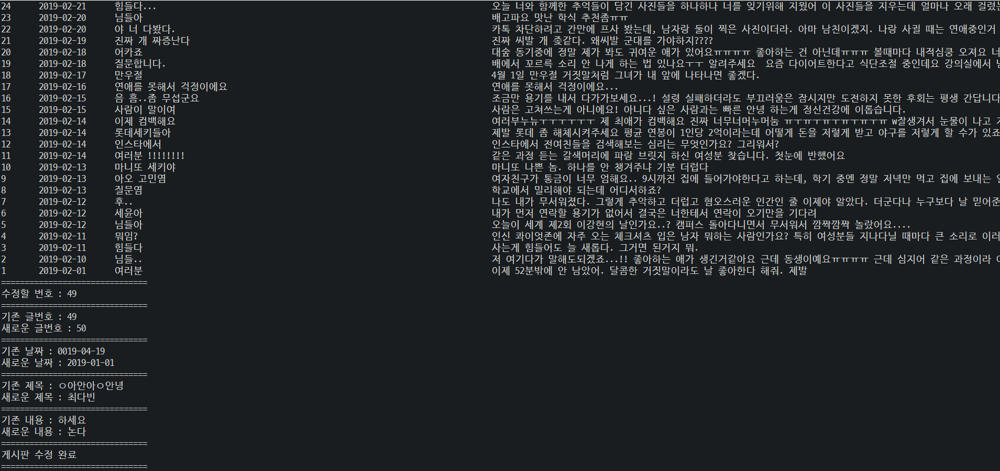 24 2019-02-21 힘들다... 오늘 너와 함께한 추억들이 담긴 사진들을 하나하나 너를 잊기위해 지웠어 이 사진들을 지우는데 얼마나 오래
23 2019-02-20 님들아 배고파요 맛난 학식 추천좀ㅠㅠ
22 2019-02-20 야 너 다봤다. 카톡 차단하려고 간만에 프사 봤는데, 남자랑 둘이 찍은 사진이더라. 아마 남친이겠지. 나랑 사귈 때는 연애중인거
21 2019-02-19 진짜 개 짜증난다 진짜 씨발 개 좆같다. 왜씨발 군대를 가야하지????
20 2019-02-18 어카죠 대숲 동기중에 정말 제가 봐도 귀여운 애가 있어요ㅠㅠㅠㅠ 좋아하는 건 아닌데ㅠㅠㅠ 볼때마다 내적심쿵 오져요
19 2019-02-18 질문합니다. 배에서 꼬르륵 소리 안 나게 하는 법 있나요ㅜㅜ 알려주세요 요즘 다이어트한다고 식단조절 중인데요 강의실에서
18 2019-02-17 만우절 4월 1일 만우절 거짓말처럼 그녀가 내 앞에 나타나면 좋겠다.
17 2019-02-16 연애를 못해서 걱정이에요 연애를 못해서 걱정이에요...
16 2019-02-15 음 흠..좀 무섭군요 조금만 용기를 내서 다가가보세요...! 설령 실패하더라도 부끄러움은 잠시지만 도전하지 못한 후회는 평생 간답니다
15 2019-02-15 사람이 말이여 사람은 고쳐쓰는게 아니에요! 아니다 싶은 사람과는 빠른 안녕 하는게 정신건강에 이롭습니다.
14 2019-02-14 이제 컴백해요 여러부누뉴ㅜㅜㅜㅜㅜㅜ 제 최애가 컴백해요 진짜 너무너머누머눔 ㅠㅜㅠㅜㅠㅠㅜㅠㅠㅜㅠ w잘생겨서 눈물이 나고
13 2019-02-14 롯데세키들아 제발 롯데 좀 해체시켜주세요 평균 연봉이 1인당 2억이라는데 어떻게 돈을 저렇게 받고 야구를 저렇게 할 수가 있죠
12 2019-02-14 인스타에서 인스타에서 전여친들을 검색해보는 심리는 무엇인가요? 그리워서?
11 2019-02-14 여러분 !!!!!!!! 같은 과정 듣는 갈색머리에 파랑 브릿지 하신 여성분 찾습니다. 첫눈에 반했어요
10 2019-02-13 마니또 세키야 마니또 나쁜 놈. 하나를 안 챙겨주냐 기분 더럽다
9 2019-02-13 아오 고민염 여자친구가 통금이 너무 엄해요.. 9시까진 집에 들어가야한다고 하는데, 학기 중엔 정말 저녁만 먹고 집에 보내는
8 2019-02-13 질문염 학교에서 밀리해야 되는데 어디서하죠?
7 2019-02-12 후.. 나도 내가 무서워졌다. 그렇게 추악하고 더럽고 혐오스러운 인간인 줄 이제야 알았다. 더군다나 누구보다 날 믿어준
6 2019-02-12 세윤아 내가 먼저 연락할 용기가 없어서 결국은 너한테서 연락이 오기만을 기다려
5 2019-02-12 님들아 오늘이 세계 제2회 이강현의 날인가요..? 캠퍼스 돌아다니면서 무서워서 깜짝깜짝 놀랐어요....
4 2019-02-11 뭐임? 인신 콰이엇존에 자주 오는 체크셔츠 입은 남자 뭐하는 사람인가요? 특히 여성분들 지나다닐 때마다 큰 소리로
3 2019-02-11 힘들다 사는게 힘들어도 늘 새롭다. 그거면 된거지 뭐.
2 2019-02-10 님들.. 저 여기다가 말해도되겠죠...!! 좋아하는 애가 생긴거같아요 근데 동생이예요ㅠㅠㅠㅠ 근데 심지어 같은 과정이라
1 2019-02-01 여러분 이제 52분밖에 안 남았어. 달콤한 거짓말이라도 날 좋아한다 해줘. 제발
===============================
수정할 번호 : 49
===============================
기존 글번호 : 49
새로운 글번호 : 50
===============================
기존 날짜 : 0019-04-19
새로운 날짜 : 2019-01-01
===============================
기존 제목 : ㅇ아안아ㅇ안녕
새로운 제목 : 최다빈
===============================
기존 내용 : 하세요
새로운 내용 : 논다
===============================
게시판 수정 완료
===============================